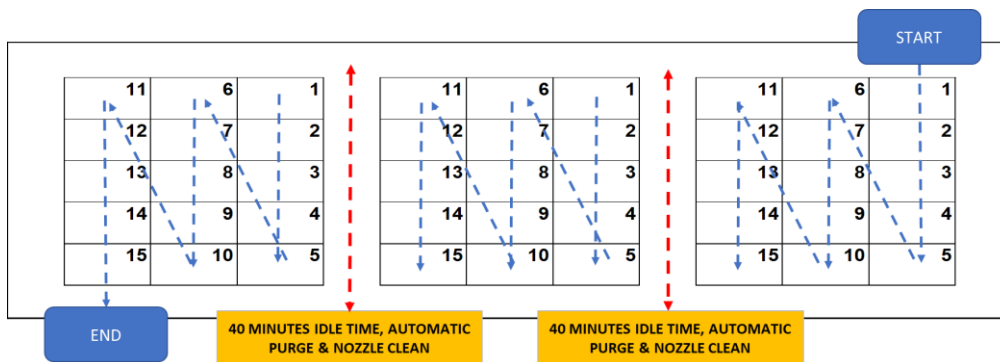 START
11 6 1
12 7 2
13 8 3
14 9 4
15 10 5
11 6 1
12 7 2
13 8 3
14 9 4
15 10 5
11 6 1
12 7 2
13 8 3
14 9 4
15 10 5
END
40 MINUTES IDLE TIME, AUTOMATIC
PURGE & NOZZLE CLEAN
40 MINUTES IDLE TIME, AUTOMATIC
PURGE & NOZZLE CLEAN